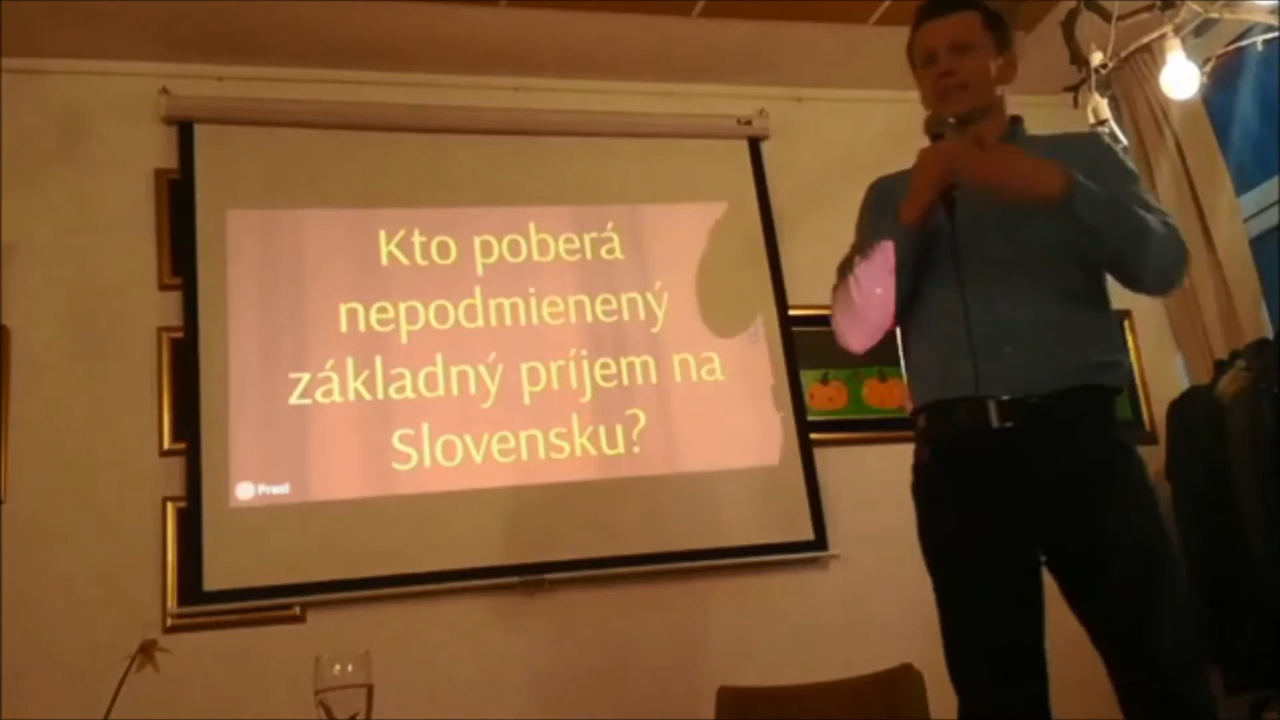 Kto poberá
nepodmienený
základný príjem na
Slovensku?
Prezi